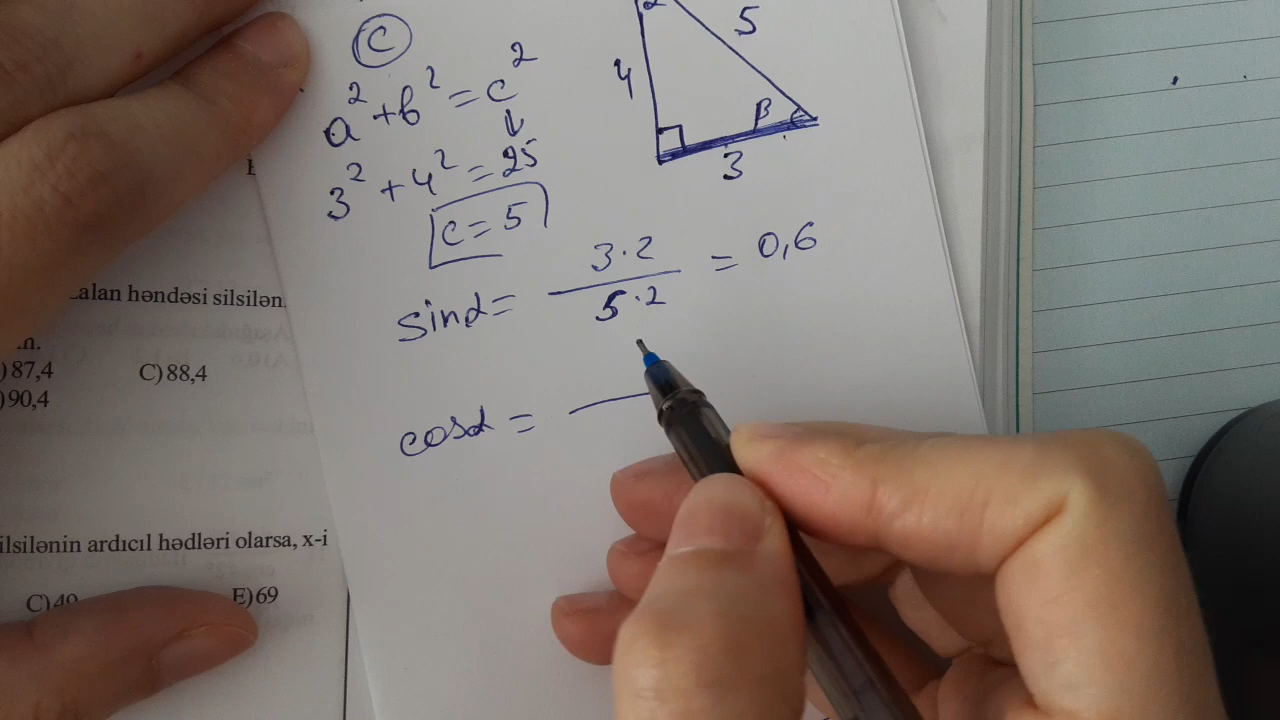 C
a² + b² = c²
3² + 4² = 25
c = 5
α
5
4
β
3
sinα = 3·2 / 5·2 = 0,6
cosα =
alan həndəsi silsilən
)87,4 C) 88,4
)90,4
ilsilənin ardıcıl hədləri olarsa, x-i
C) 49 E) 69